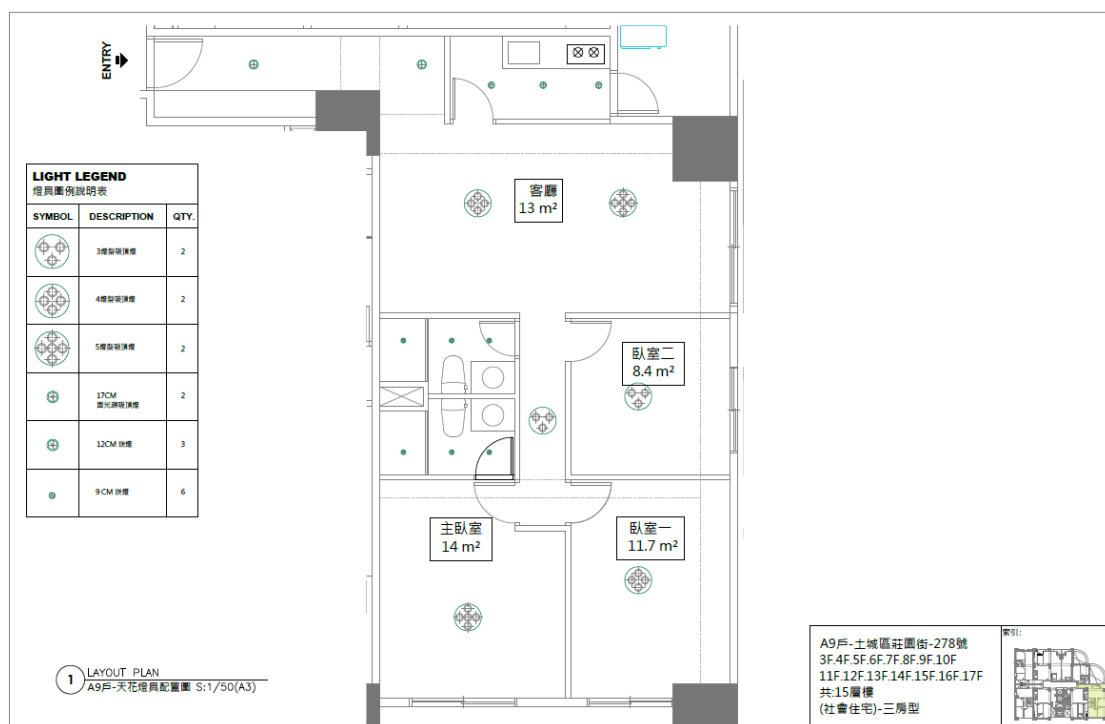 ENTRY
LIGHT LEGEND
燈具圖例說明表
SYMBOL DESCRIPTION QTY.
3燈型吸頂燈 2
4燈型吸頂燈 2
5燈型吸頂燈 2
17CM
面光源吸頂燈 2
12CM 崁燈 3
9 CM 崁燈 6
客廳
13 m²
臥室二
8.4 m²
主臥室
14 m²
臥室一
11.7 m²
1
LAYOUT PLAN
A9戶-天花燈具配置圖 S:1/50(A3)
A9戶-土城區莊園街-278號
3F.4F.5F.6F.7F.8F.9F.10F
11F.12F.13F.14F.15F.16F.17F
共:15層樓
(社會住宅)-三房型
索引: